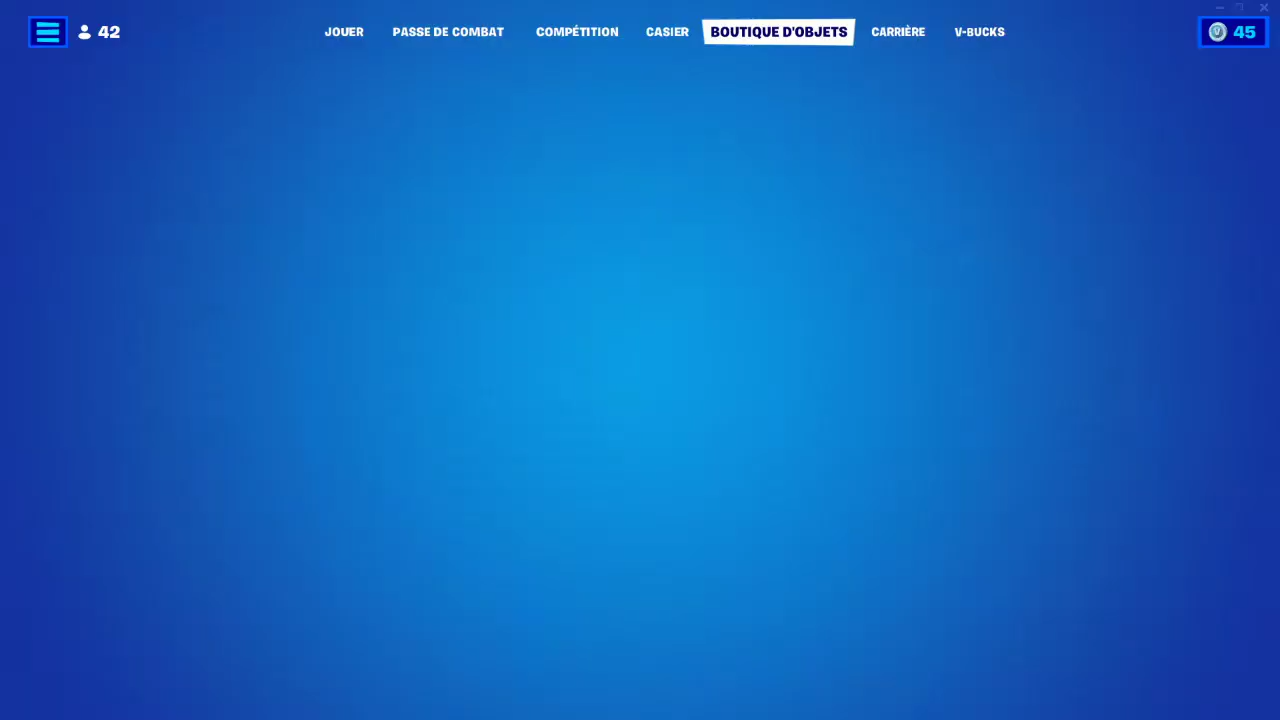 42 JOUER PASSE DE COMBAT COMPÉTITION CASIER BOUTIQUE D'OBJETS CARRIÈRE V-BUCKS 45